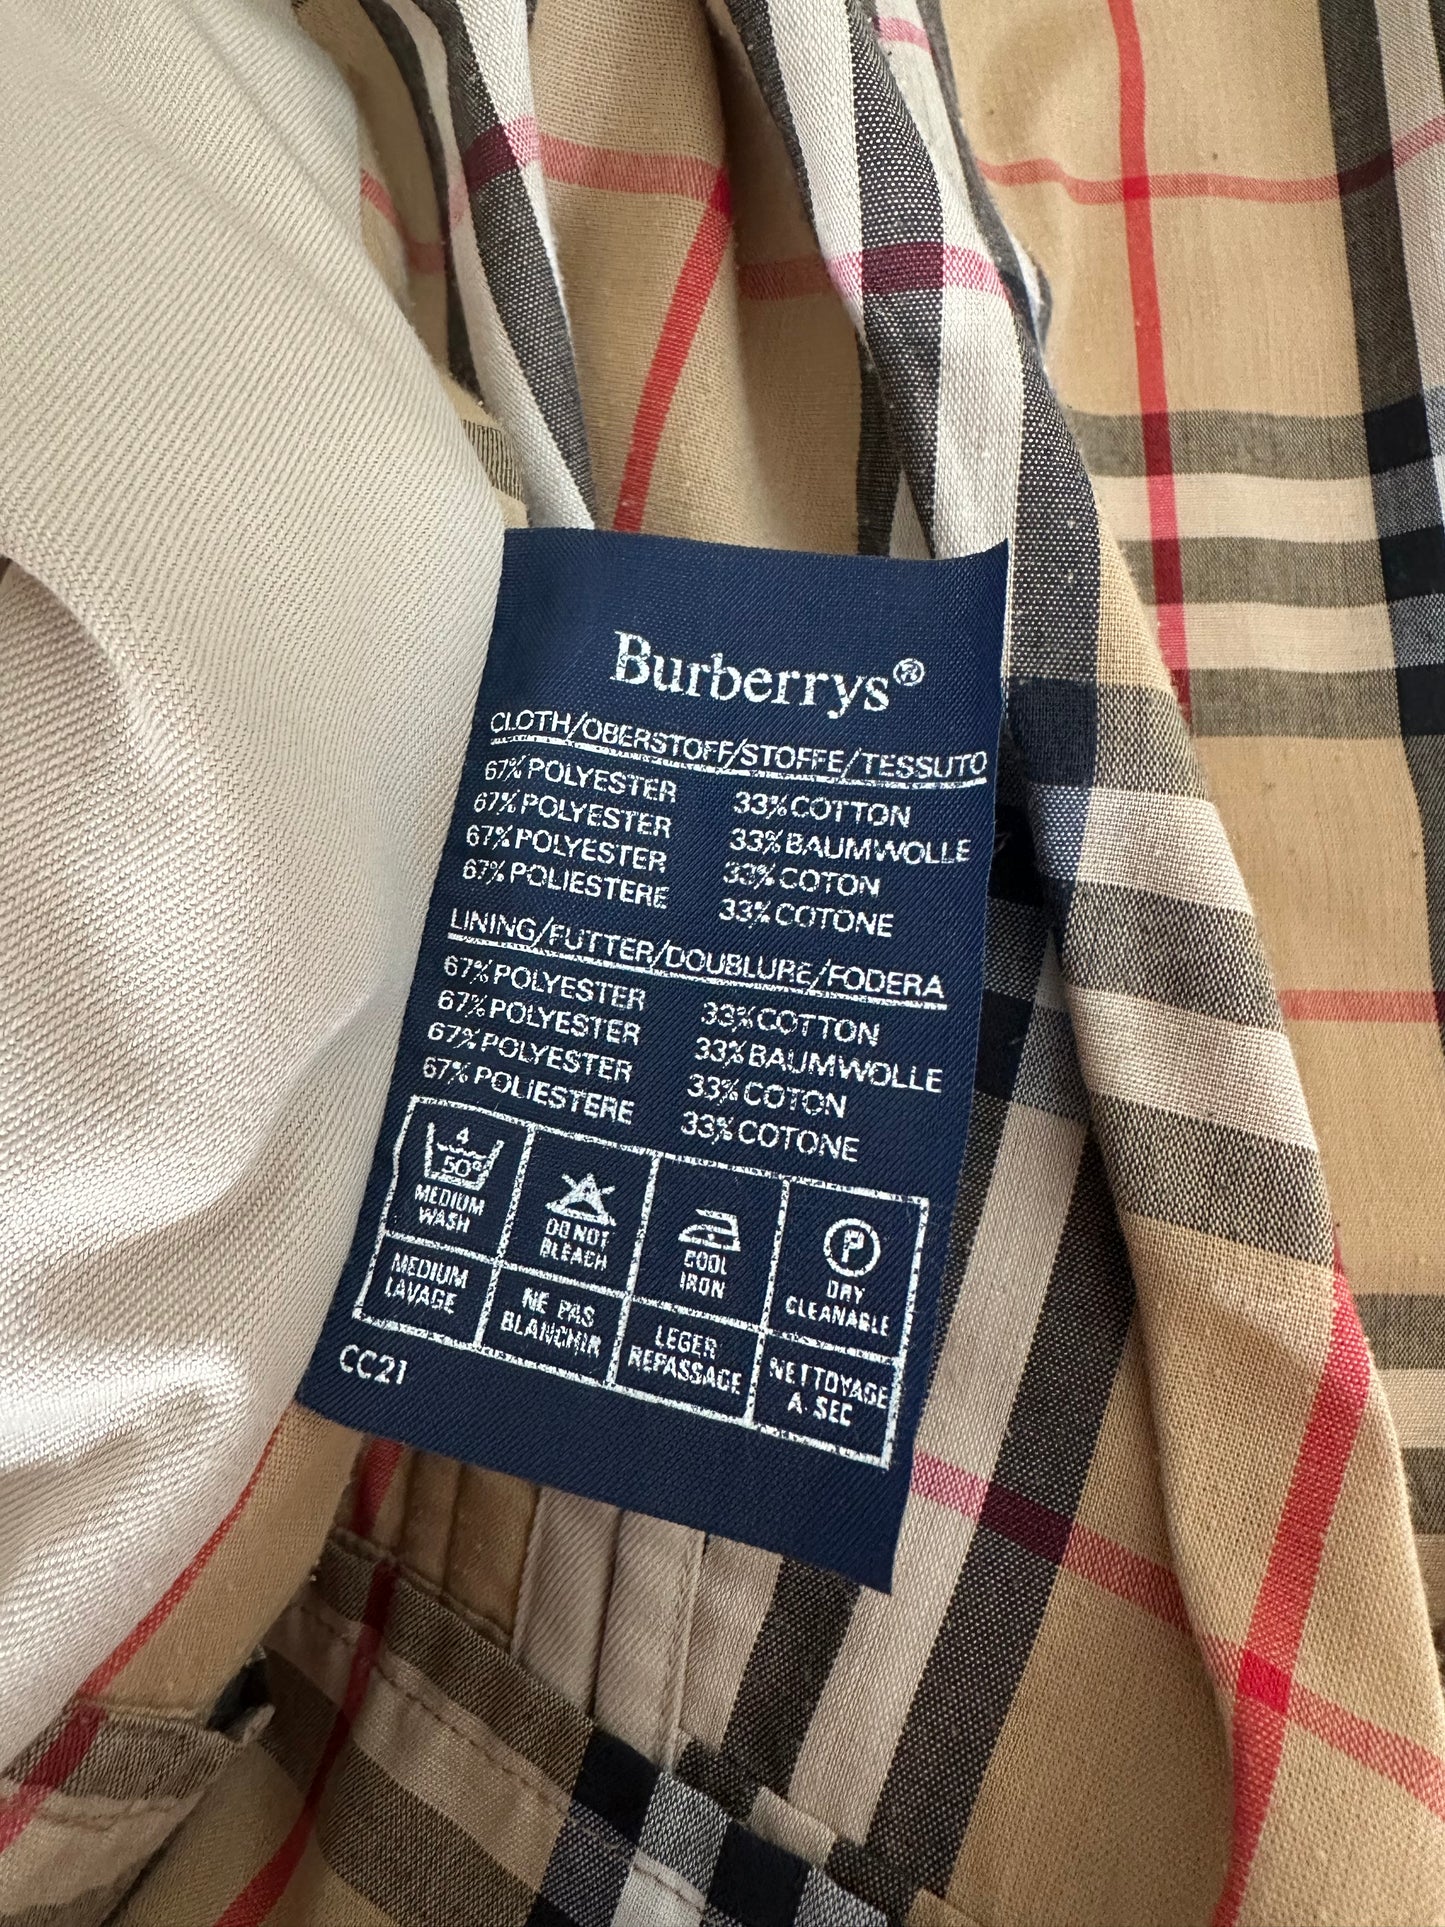 Burberrys®
CLOTH/OBERSTOFF/STOFFE/TESSUTO
67% POLYESTER 33% COTTON
67% POLYESTER 33% BAUMWOLLE
67% POLYESTER 33% COTON
67% POLIESTERE 33% COTONE
LINING/FUTTER/DOUBLURE/FODERA
67% POLYESTER 33% COTTON
67% POLYESTER 33% BAUMWOLLE
67% POLYESTER 33% COTON
67% POLIESTERE 33% COTONE
4
50°
MEDIUM
WASH
DO NOT
BLEACH
COOL
IRON
P
DRY
CLEANABLE
MEDIUM
LAVAGE
NE PAS
BLANCHIR
LEGER
REPASSAGE
NETTOYAGE
A. SEC
CC21